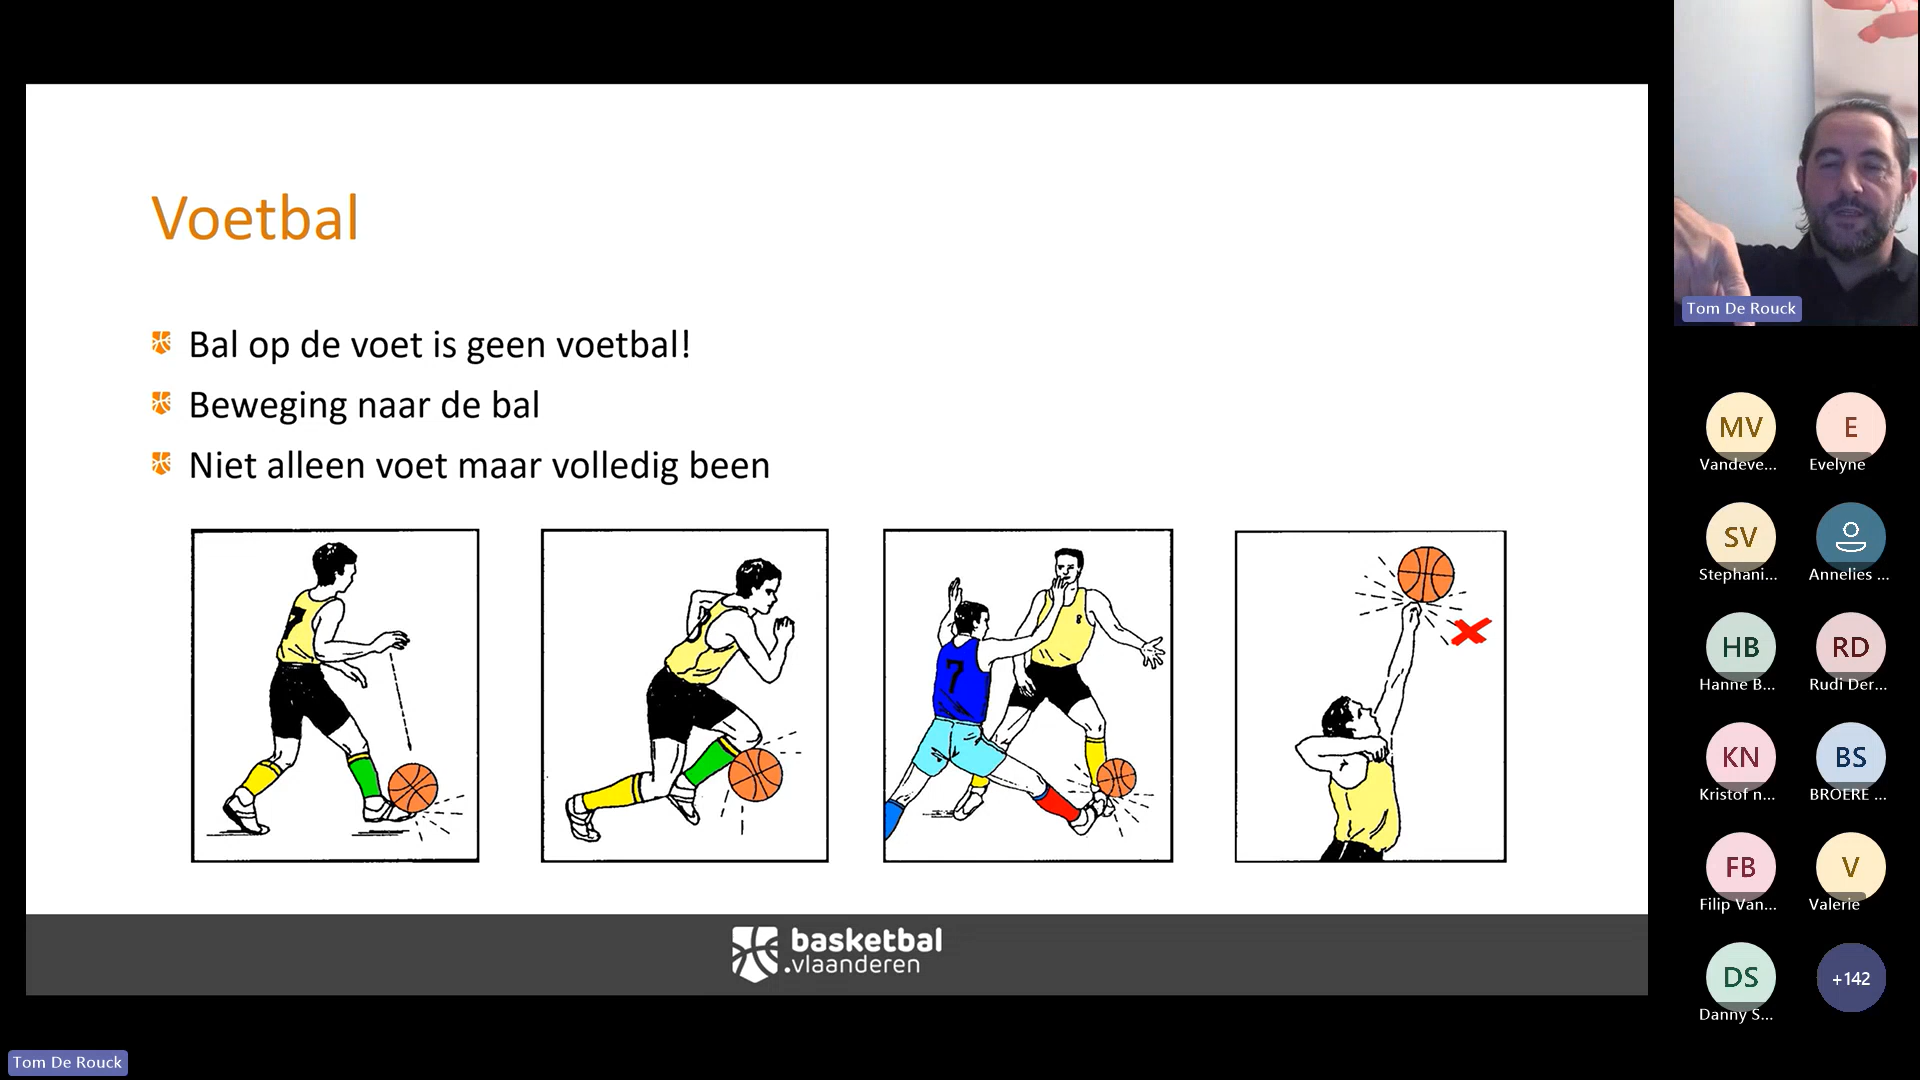 Voetbal
Bal op de voet is geen voetbal!
Beweging naar de bal
Niet alleen voet maar volledig been
7
8
7
basketbal
.vlaanderen
Tom De Rouck
MV
Vandeve...
E
Evelyne
SV
Stephani...
Annelies ...
HB
Hanne B...
RD
Rudi Der...
KN
Kristof n...
BS
BROERE ...
FB
Filip Van...
V
Valerie
DS
Danny S...
+142
Tom De Rouck